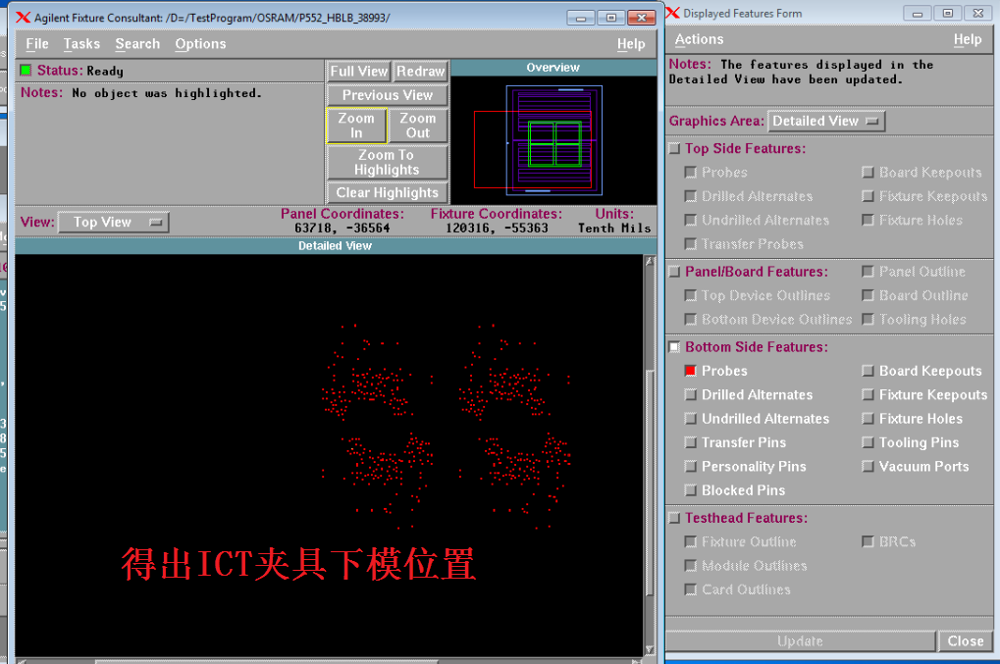 Agilent Fixture Consultant: /D=/TestProgram/OSRAM/P552_HBLB_38993/
File Tasks Search Options Help
Status: Ready
Notes: No object was highlighted.
Full View Redraw
Previous View
Zoom In
Zoom Out
Zoom To Highlights
Clear Highlights
Overview
View: Top View
Panel Coordinates: Fixture Coordinates: Units:
63718, -36564 120316, -55363 Tenth Mils
Detailed View
得出ICT夹具下模位置
Displayed Features Form
Actions Help
Notes: The features displayed in the
Detailed View have been updated.
Graphics Area: Detailed View
Top Side Features:
Probes Board Keepouts
Drilled Alternates Fixture Keepouts
Undrilled Alternates Fixture Holes
Transfer Probes
Panel/Board Features: Panel Outline
Top Device Outlines Board Outline
Bottom Device Outlines Tooling Holes
Bottom Side Features:
Probes Board Keepouts
Drilled Alternates Fixture Keepouts
Undrilled Alternates Fixture Holes
Transfer Pins Tooling Pins
Personality Pins Vacuum Ports
Blocked Pins
Testhead Features:
Fixture Outline BRCs
Module Outlines
Card Outlines
Update Close